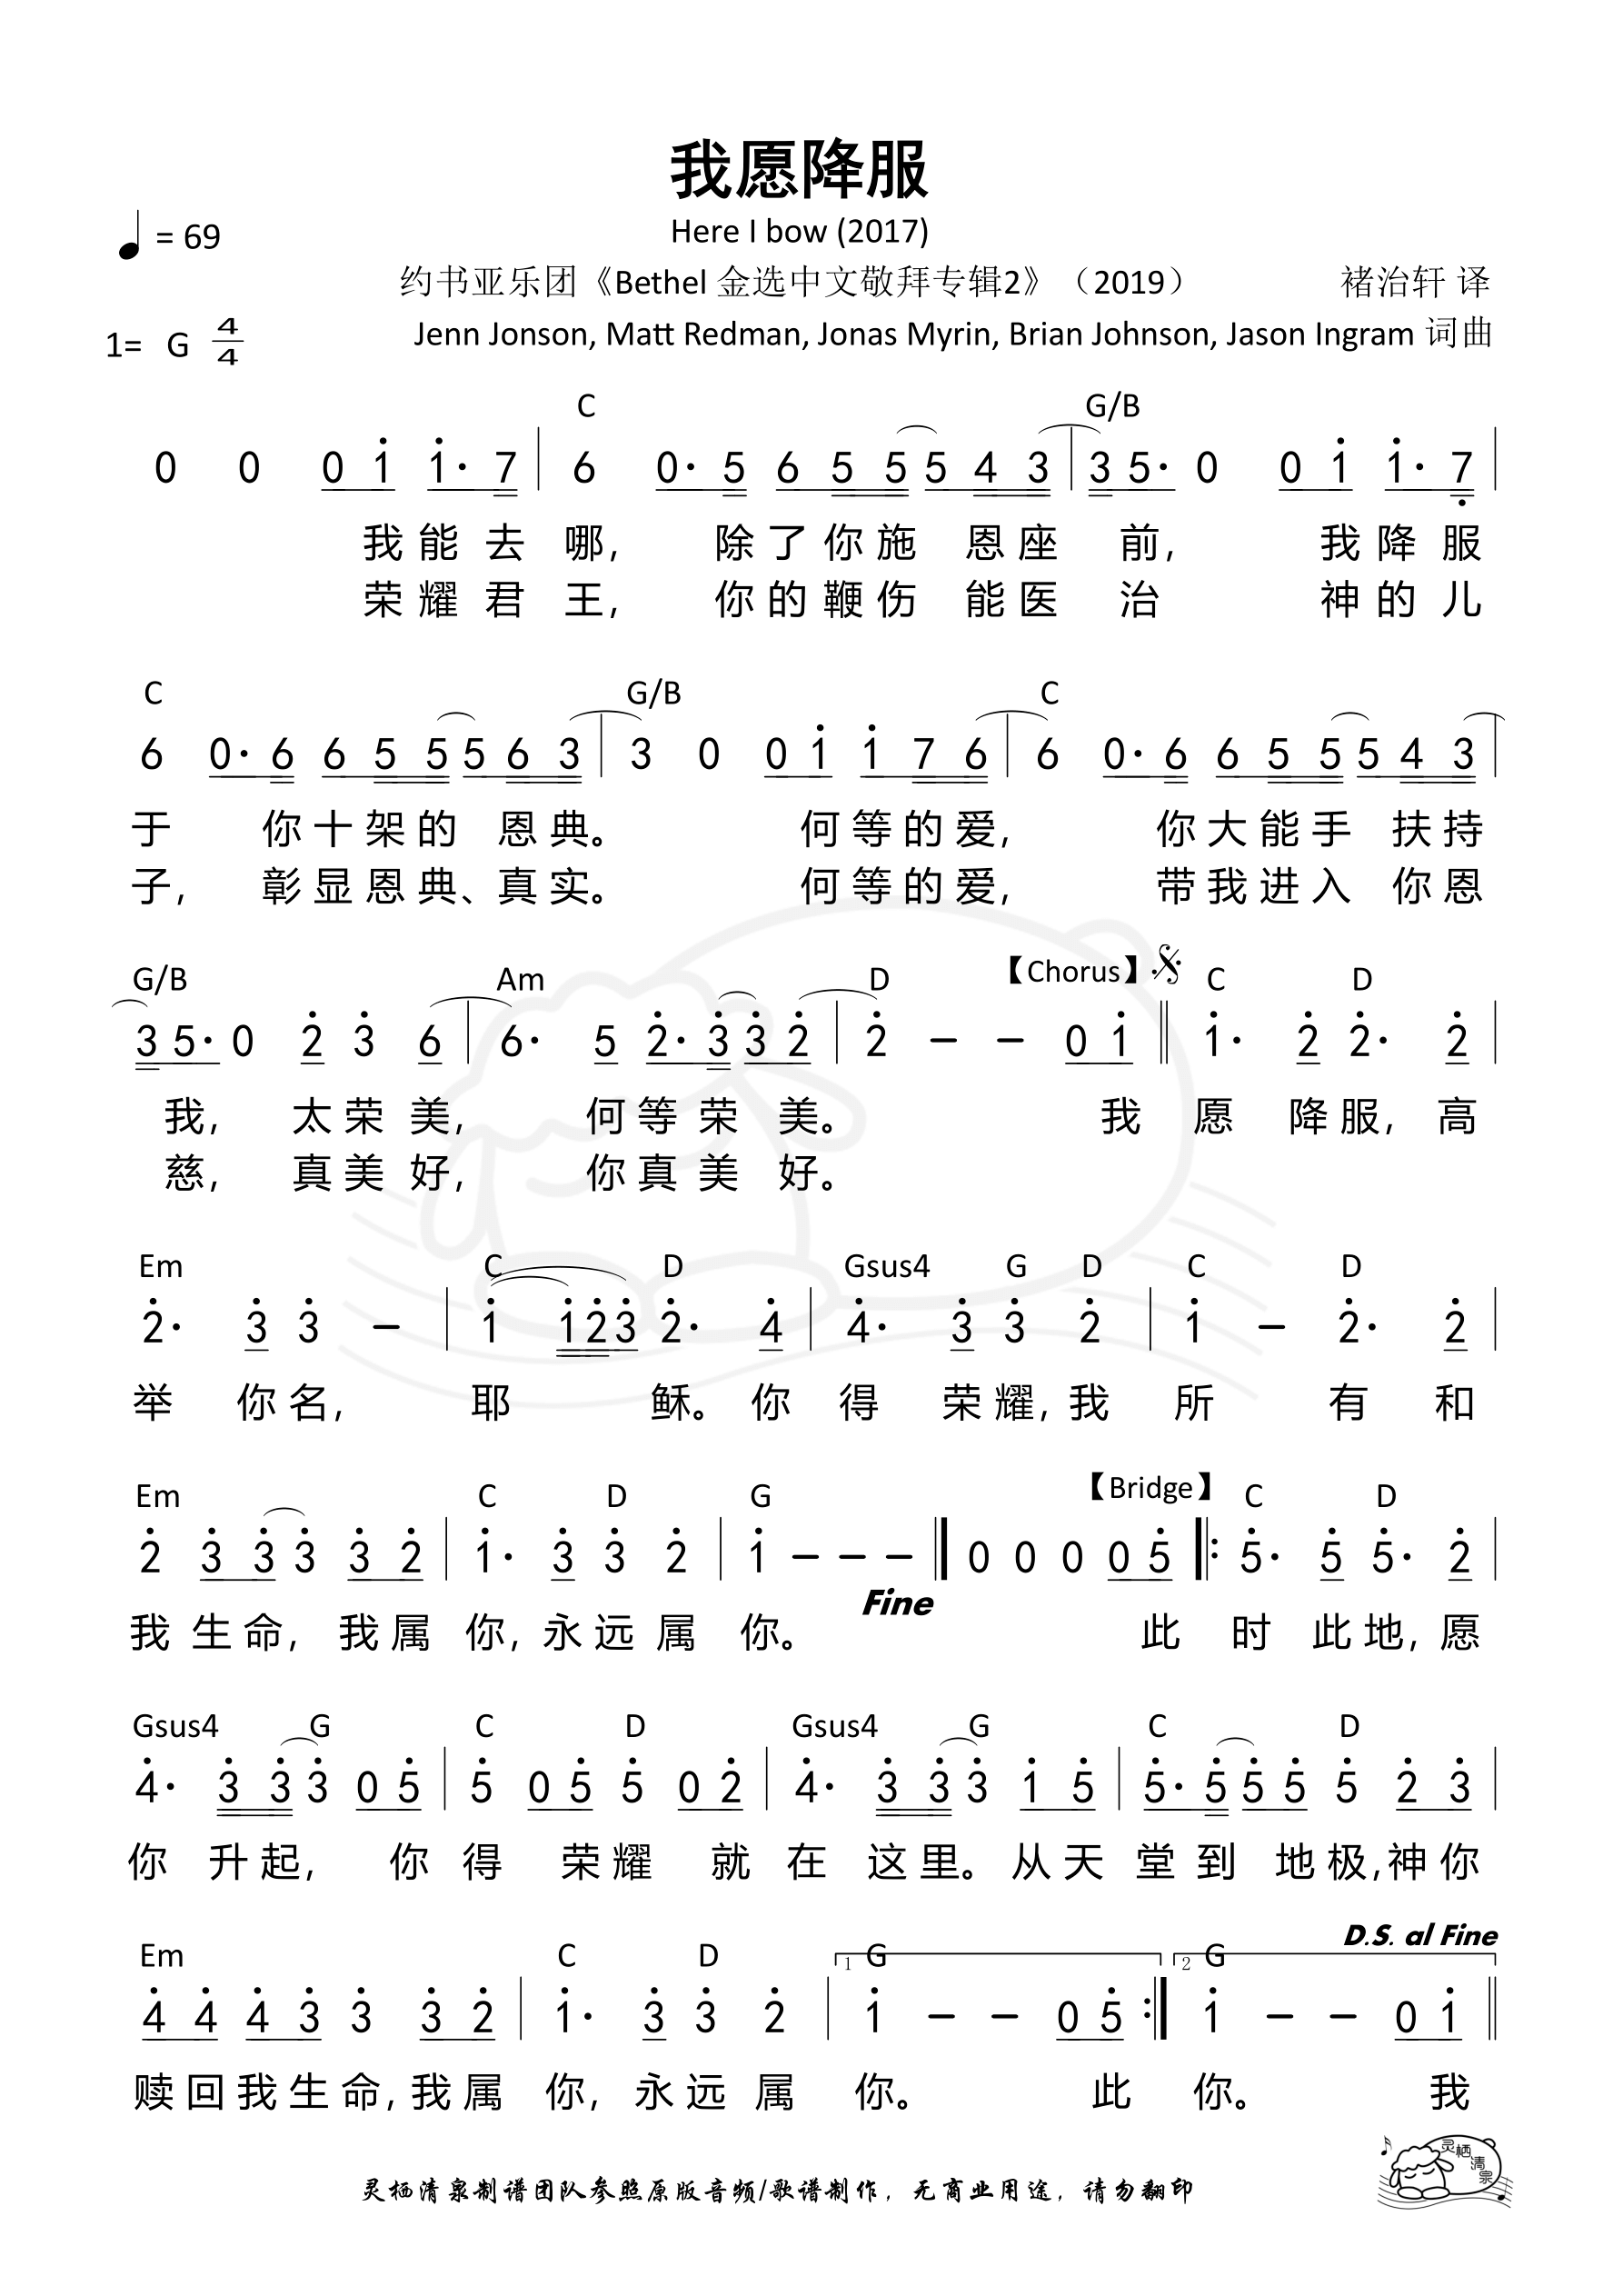 我愿降服
Here I bow (2017)
♩ = 69
约书亚乐团《Bethel 金选中文敬拜专辑2》（2019） 褚治轩 译
1= G 4/4 Jenn Jonson, Matt Redman, Jonas Myrin, Brian Johnson, Jason Ingram 词曲
C G/B
0 0 0 1̇ 1̇· 7 | 6 0· 5 6 5 5 5 4 3 | 3 5· 0 0 1̇ 1̇· 7̣ |
我 能 去 哪, 除 了 你 施 恩 座 前, 我 降 服
荣 耀 君 王, 你 的 鞭 伤 能 医 治 神 的 儿
C G/B C
6 0· 6 6 5 5 5 6 3 | 3 0 0 1̇ 1̇ 7 6 | 6 0· 6 6 5 5 5 4 3 |
于 你 十 架 的 恩 典。 何 等 的 爱, 你 大 能 手 扶 持
子, 彰 显 恩 典、真 实。 何 等 的 爱, 带 我 进 入 你 恩
G/B Am D 【Chorus】 𝄋 C D
3 5· 0 2̇ 3̇ 6 | 6· 5 2̇· 3̇ 3̇ 2̇ | 2̇ – – 0 1̇ ‖ 1̇· 2̇ 2̇· 2̇ |
我, 太 荣 美, 何 等 荣 美。 我 愿 降 服, 高
慈, 真 美 好, 你 真 美 好。
Em C D Gsus4 G D C D
2̇· 3̇ 3̇ – | 1̇ 1̇ 2̇ 3̇ 2̇· 4̇ | 4̇· 3̇ 3̇ 2̇ | 1̇ – 2̇· 2̇ |
举 你 名, 耶 稣。 你 得 荣 耀, 我 所 有 和
Em C D G 【Bridge】 C D
2̇ 3̇ 3̇ 3̇ 3̇ 2̇ | 1̇· 3̇ 3̇ 2̇ | 1̇ – – – ‖ 0 0 0 0 5̇ ‖: 5̇· 5̇ 5̇· 2̇ |
Fine
我 生 命, 我 属 你, 永 远 属 你。 此 时 此 地, 愿
Gsus4 G C D Gsus4 G C D
4̇· 3̇ 3̇ 3̇ 0 5̇ | 5̇ 0 5̇ 5̇ 0 2̇ | 4̇· 3̇ 3̇ 3̇ 1̇ 5̇ | 5̇· 5̇ 5̇ 5̇ 5̇ 2̇ 3̇ |
你 升 起, 你 得 荣 耀 就 在 这 里。 从 天 堂 到 地 极, 神 你
D.S. al Fine
Em C D 1 G 2 G
4̇ 4̇ 4̇ 3̇ 3̇ 3̇ 2̇ | 1̇· 3̇ 3̇ 2̇ | 1̇ – – 0 5̇ :‖ 1̇ – – 0 1̇ ‖
赎 回 我 生 命, 我 属 你, 永 远 属 你。 此 你。 我
灵栖清泉
灵栖清泉制谱团队参照原版音频/歌谱制作，无商业用途，请勿翻印